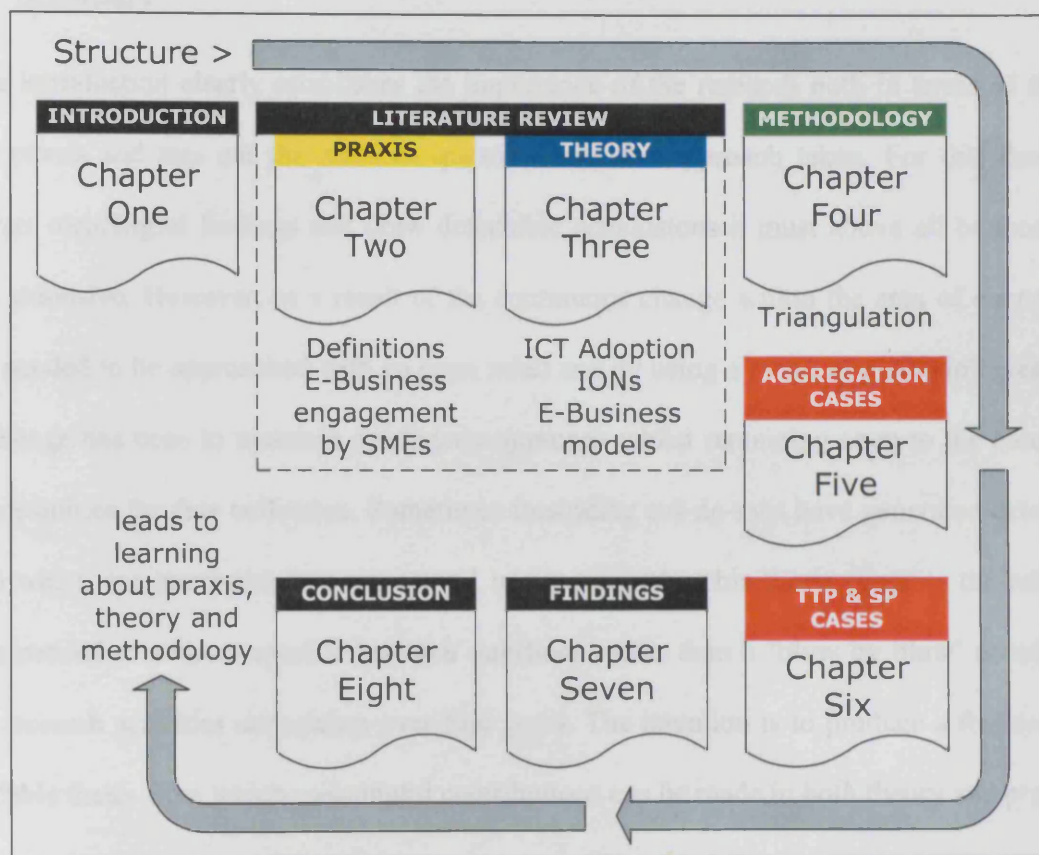 Structure >
INTRODUCTION
Chapter
One
LITERATURE REVIEW
PRAXIS
Chapter
Two
Definitions
E-Business
engagement
by SMEs
THEORY
Chapter
Three
ICT Adoption
IONs
E-Business
models
METHODOLOGY
Chapter
Four
Triangulation
AGGREGATION
CASES
Chapter
Five
TTP & SP
CASES
Chapter
Six
FINDINGS
Chapter
Seven
CONCLUSION
Chapter
Eight
leads to
learning
about praxis,
theory and
methodology